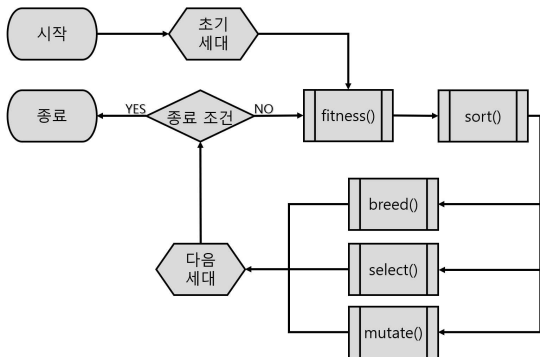 시작
초기
세대
종료
YES
종료 조건
NO
fitness()
sort()
breed()
다음
세대
select()
mutate()